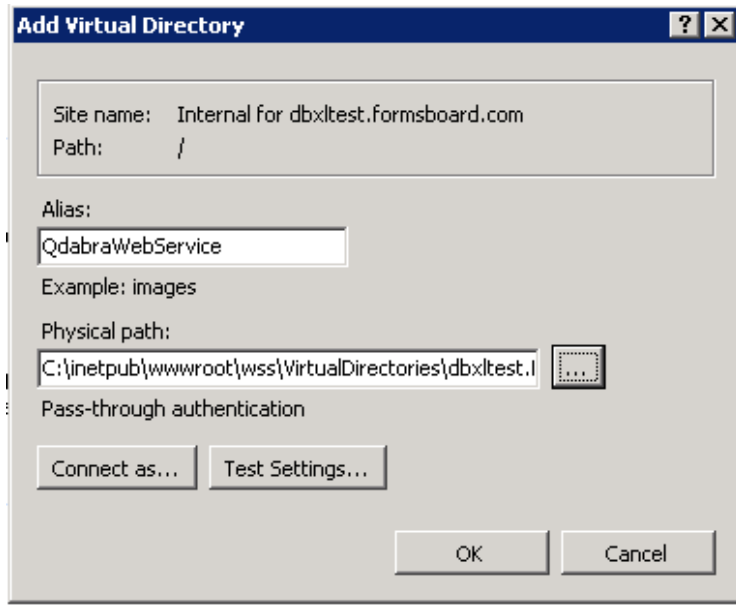 Add Virtual Directory
Site name: Internal for dbxltest.formsboard.com
Path: /
Alias:
QdabraWebService
Example: images
Physical path:
C:\inetpub\wwwroot\wss\VirtualDirectories\dbxltest.
...
Pass-through authentication
Connect as...
Test Settings...
OK
Cancel